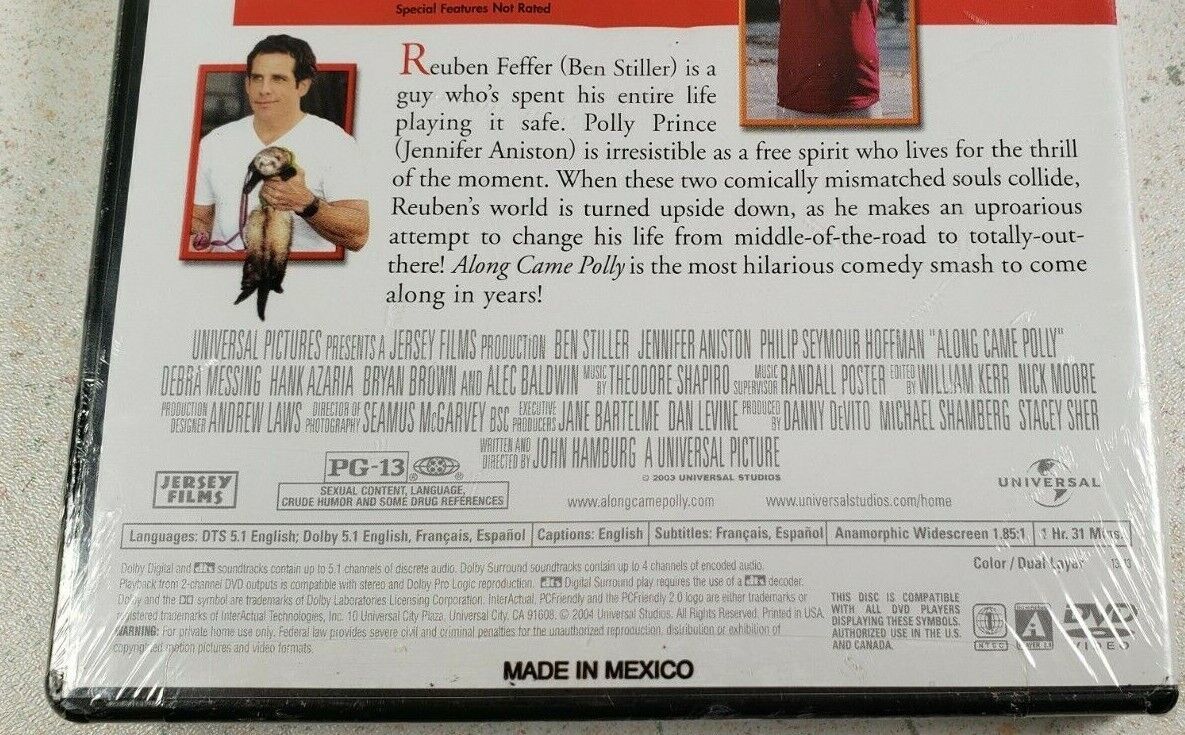 Special Features Not Rated
Reuben Feffer (Ben Stiller) is a
guy who's spent his entire life
playing it safe. Polly Prince
(Jennifer Aniston) is irresistible as a free spirit who lives for the thrill
of the moment. When these two comically mismatched souls collide,
Reuben's world is turned upside down, as he makes an uproarious
attempt to change his life from middle-of-the-road to totally-out-
there! Along Came Polly is the most hilarious comedy smash to come
along in years!
UNIVERSAL PICTURES PRESENTS A JERSEY FILMS PRODUCTION BEN STILLER JENNIFER ANISTON PHILIP SEYMOUR HOFFMAN "ALONG CAME POLLY"
DEBRA MESSING HANK AZARIA BRYAN BROWN AND ALEC BALDWIN MUSIC BY THEODORE SHAPIRO MUSIC SUPERVISOR RANDALL POSTER EDITED BY WILLIAM KERR NICK MOORE
PRODUCTION DESIGNER ANDREW LAWS DIRECTOR OF PHOTOGRAPHY SEAMUS McGARVEY BSC EXECUTIVE PRODUCERS JANE BARTELME DAN LEVINE PRODUCED BY DANNY DeVITO MICHAEL SHAMBERG STACEY SHER
WRITTEN AND DIRECTED BY JOHN HAMBURG A UNIVERSAL PICTURE
© 2003 UNIVERSAL STUDIOS
JERSEY
FILMS
PG-13
SEXUAL CONTENT, LANGUAGE,
CRUDE HUMOR AND SOME DRUG REFERENCES
www.alongcamepolly.com
www.universalstudios.com/home
UNIVERSAL
Languages: DTS 5.1 English; Dolby 5.1 English, Français, Español Captions: English Subtitles: Français, Español Anamorphic Widescreen 1.85:1 1 Hr. 31 Mins.
Color / Dual Layer
Dolby Digital and dts soundtracks contain up to 5.1 channels of discrete audio. Dolby Surround soundtracks contain up to 4 channels of encoded audio.
Playback from 2-channel DVD outputs is compatible with stereo and Dolby Pro Logic reproduction. dts Digital Surround play requires the use of a dts decoder.
Dolby and the DD symbol are trademarks of Dolby Laboratories Licensing Corporation. InterActual, PCFriendly and the PCFriendly 2.0 logo are either trademarks or
registered trademarks of InterActual Technologies, Inc. 10 Universal City Plaza, Universal City, CA 91608. © 2004 Universal Studios. All Rights Reserved. Printed in USA.
WARNING: For private home use only. Federal law provides severe civil and criminal penalties for the unauthorized reproduction, distribution or exhibition of
copyrighted motion pictures and video formats.
THIS DISC IS COMPATIBLE
WITH ALL DVD PLAYERS
DISPLAYING THESE SYMBOLS.
AUTHORIZED USE IN THE U.S.
AND CANADA.
1
NTSC
A
DVD
VIDEO
MADE IN MEXICO